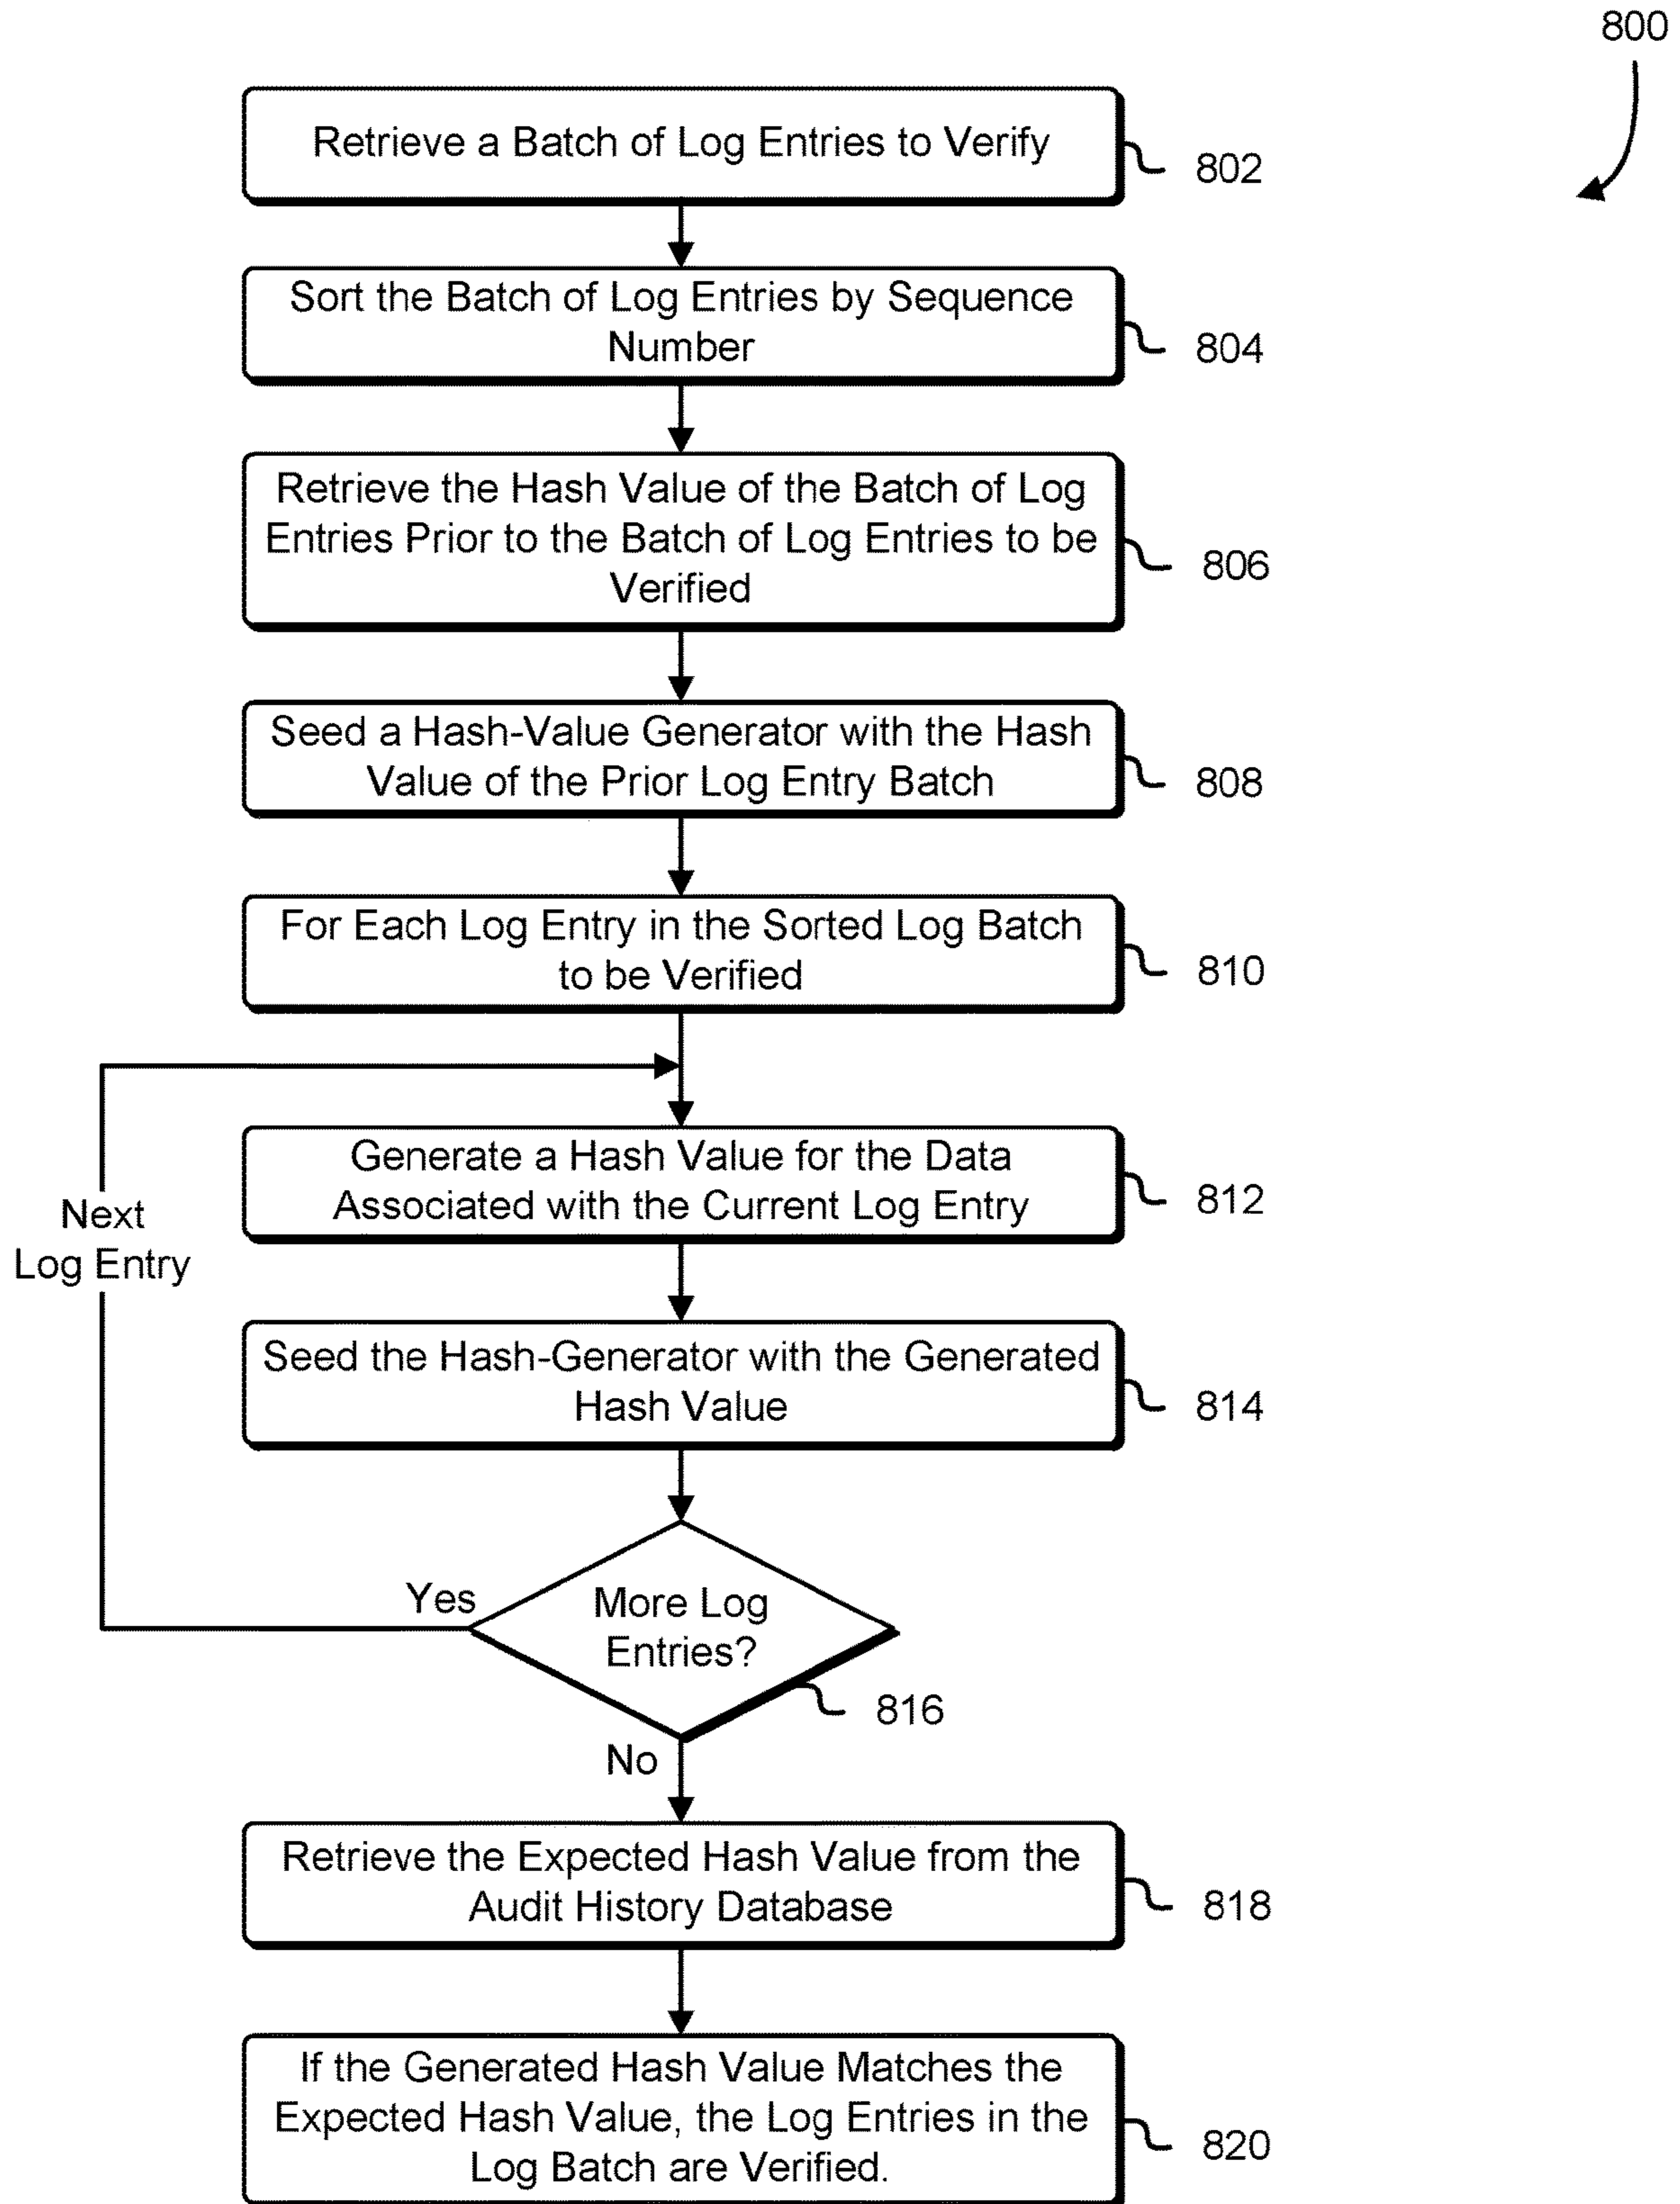 800
Retrieve a Batch of Log Entries to Verify
802
Sort the Batch of Log Entries by Sequence
Number
804
Retrieve the Hash Value of the Batch of Log
Entries Prior to the Batch of Log Entries to be
Verified
806
Seed a Hash-Value Generator with the Hash
Value of the Prior Log Entry Batch
808
For Each Log Entry in the Sorted Log Batch
to be Verified
810
Generate a Hash Value for the Data
Associated with the Current Log Entry
812
Next
Log Entry
Seed the Hash-Generator with the Generated
Hash Value
814
Yes
More Log
Entries?
816
No
Retrieve the Expected Hash Value from the
Audit History Database
818
If the Generated Hash Value Matches the
Expected Hash Value, the Log Entries in the
Log Batch are Verified.
820